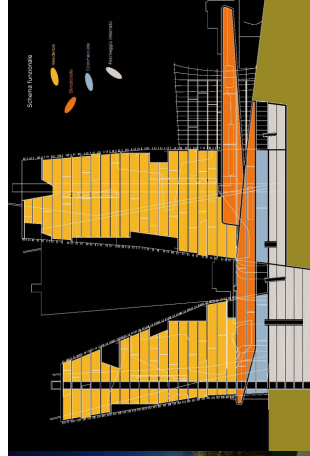 Schema funzionale
Residenza
Direzionale
Commerciale
Parcheggio interrato